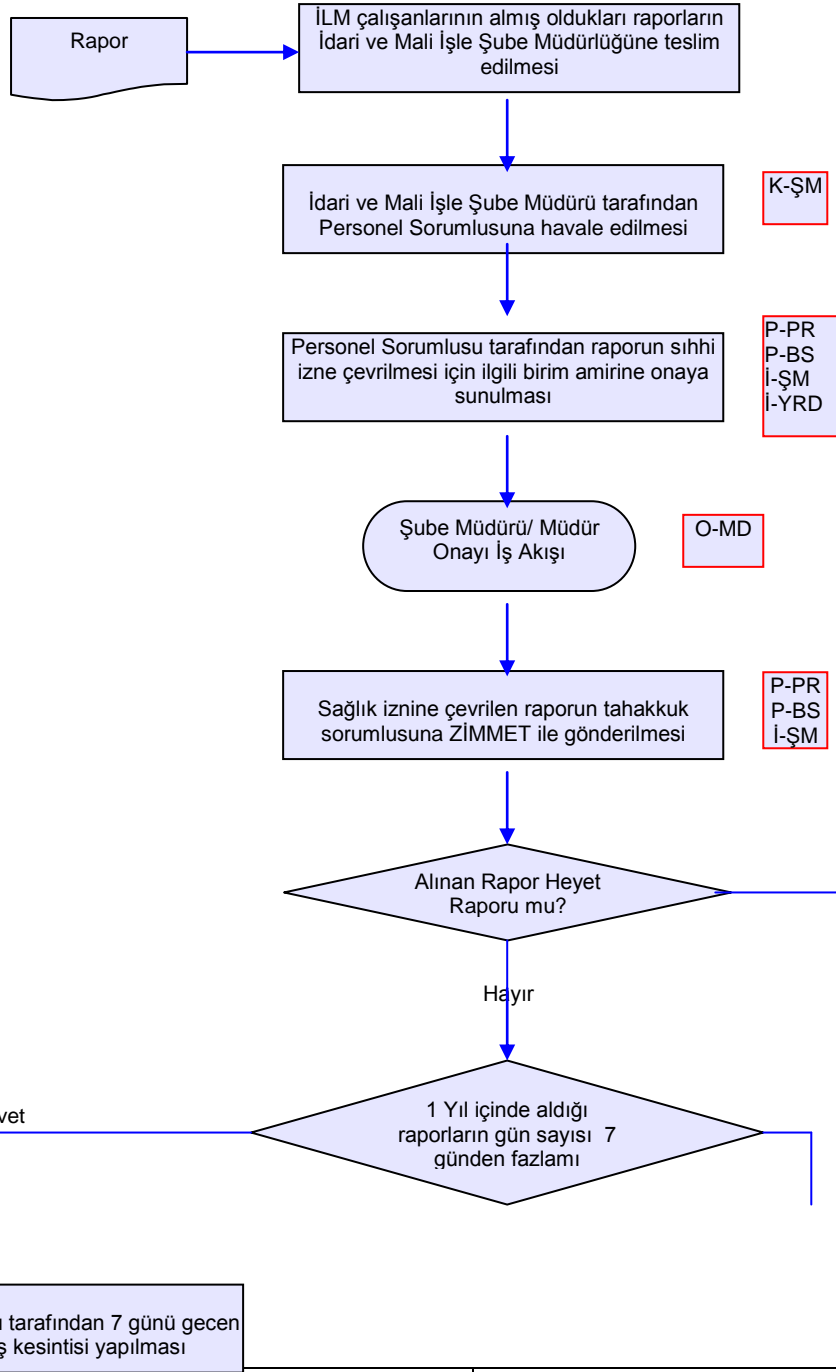 Rapor
İLM çalışanlarının almış oldukları raporların
İdari ve Mali İşle Şube Müdürlüğüne teslim
edilmesi
İdari ve Mali İşle Şube Müdürü tarafından
Personel Sorumlusuna havale edilmesi
K-ŞM
Personel Sorumlusu tarafından raporun sıhhi
izne çevrilmesi için ilgili birim amirine onaya
sunulması
P-PR
P-BS
İ-ŞM
İ-YRD
Şube Müdürü/ Müdür
Onayı İş Akışı
O-MD
Sağlık iznine çevrilen raporun tahakkuk
sorumlusuna ZİMMET ile gönderilmesi
P-PR
P-BS
İ-ŞM
Alınan Rapor Heyet
Raporu mu?
Hayır
vet
1 Yıl içinde aldığı
raporların gün sayısı 7
günden fazlamı
tarafından 7 günü gecen
kesintisi yapılması